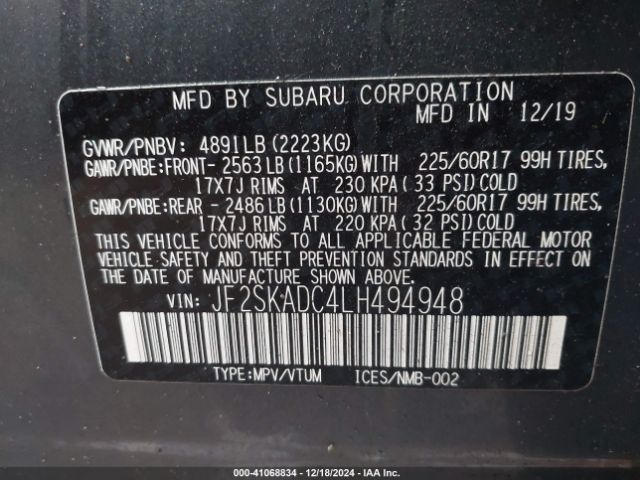 MFD BY SUBARU CORPORATION
MFD IN 12/19
GVWR/PNBV: 4891LB (2223KG)
GAWR/PNBE:FRONT- 2563LB (1165KG)WITH 225/60R17 99H TIRES,
17X7J RIMS AT 230 KPA( 33 PSI)COLD
GAWR/PNBE:REAR - 2486LB (1130KG)WITH 225/60R17 99H TIRES,
17X7J RIMS AT 220 KPA( 32 PSI)COLD
THIS VEHICLE CONFORMS TO ALL APPLICABLE FEDERAL MOTOR
VEHICLE SAFETY AND THEFT PREVENTION STANDARDS IN EFFECT ON
THE DATE OF MANUFACTURE SHOWN ABOVE.
VIN: JF2SKADC4LH494948
TYPE:MPV/VTUM ICES/NMB-002
000-41068834 - 12/18/2024 - IAAI.COM